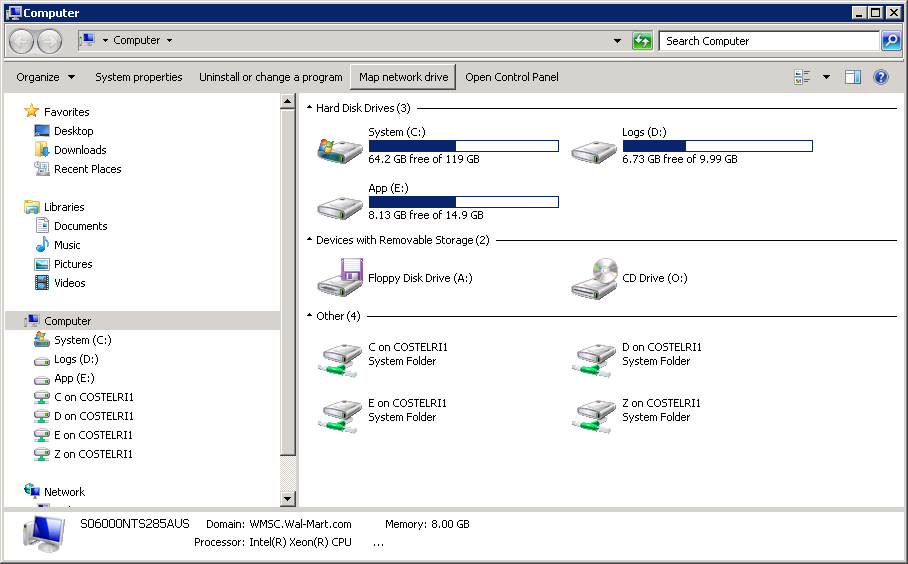 Computer
Computer
Search Computer
Organize
System properties
Uninstall or change a program
Map network drive
Open Control Panel
Favorites
Desktop
Downloads
Recent Places
Libraries
Documents
Music
Pictures
Videos
Computer
System (C:)
Logs (D:)
App (E:)
C on COSTELRI1
D on COSTELRI1
E on COSTELRI1
Z on COSTELRI1
Network
Hard Disk Drives (3)
System (C:)
64.2 GB free of 119 GB
Logs (D:)
6.73 GB free of 9.99 GB
App (E:)
8.13 GB free of 14.9 GB
Devices with Removable Storage (2)
Floppy Disk Drive (A:)
CD Drive (O:)
Other (4)
C on COSTELRI1
System Folder
D on COSTELRI1
System Folder
E on COSTELRI1
System Folder
Z on COSTELRI1
System Folder
S06000NTS285AUS Domain: WMSC.Wal-Mart.com Memory: 8.00 GB
Processor: Intel(R) Xeon(R) CPU ...